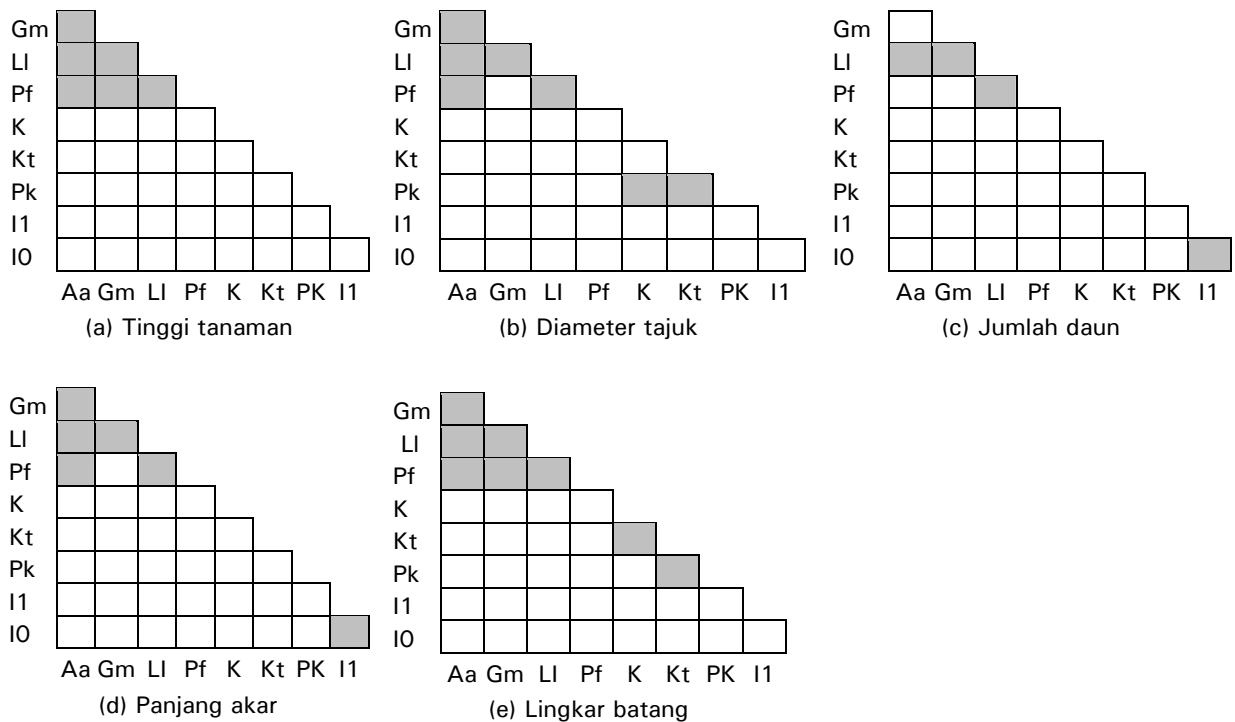 Gm
Ll
Pf
K
Kt
Pk
I1
I0
Aa Gm Ll Pf K Kt PK I1
(a) Tinggi tanaman
Gm
Ll
Pf
K
Kt
Pk
I1
I0
Aa Gm Ll Pf K Kt PK I1
(b) Diameter tajuk
Gm
Ll
Pf
K
Kt
Pk
I1
I0
Aa Gm Ll Pf K Kt PK I1
(c) Jumlah daun
Gm
Ll
Pf
K
Kt
Pk
I1
I0
Aa Gm Ll Pf K Kt PK I1
(d) Panjang akar
Gm
Ll
Pf
K
Kt
Pk
I1
I0
Aa Gm Ll Pf K Kt PK I1
(e) Lingkar batang